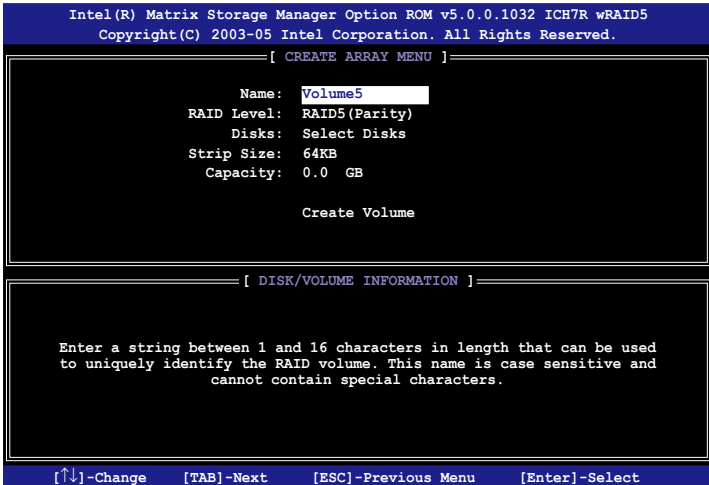 Intel(R) Matrix Storage Manager Option ROM v5.0.0.1032 ICH7R wRAID5
Copyright(C) 2003-05 Intel Corporation. All Rights Reserved.
[ CREATE ARRAY MENU ]
Name: Volume5
RAID Level: RAID5(Parity)
Disks: Select Disks
Strip Size: 64KB
Capacity: 0.0 GB
Create Volume
[ DISK/VOLUME INFORMATION ]
Enter a string between 1 and 16 characters in length that can be used
to uniquely identify the RAID volume. This name is case sensitive and
cannot contain special characters.
[↑↓]-Change [TAB]-Next [ESC]-Previous Menu [Enter]-Select